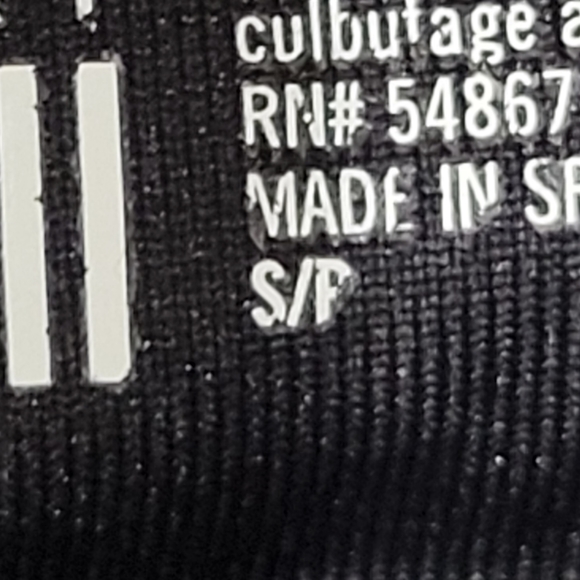 culbutage a
RN# 54867
MADE IN
S/P